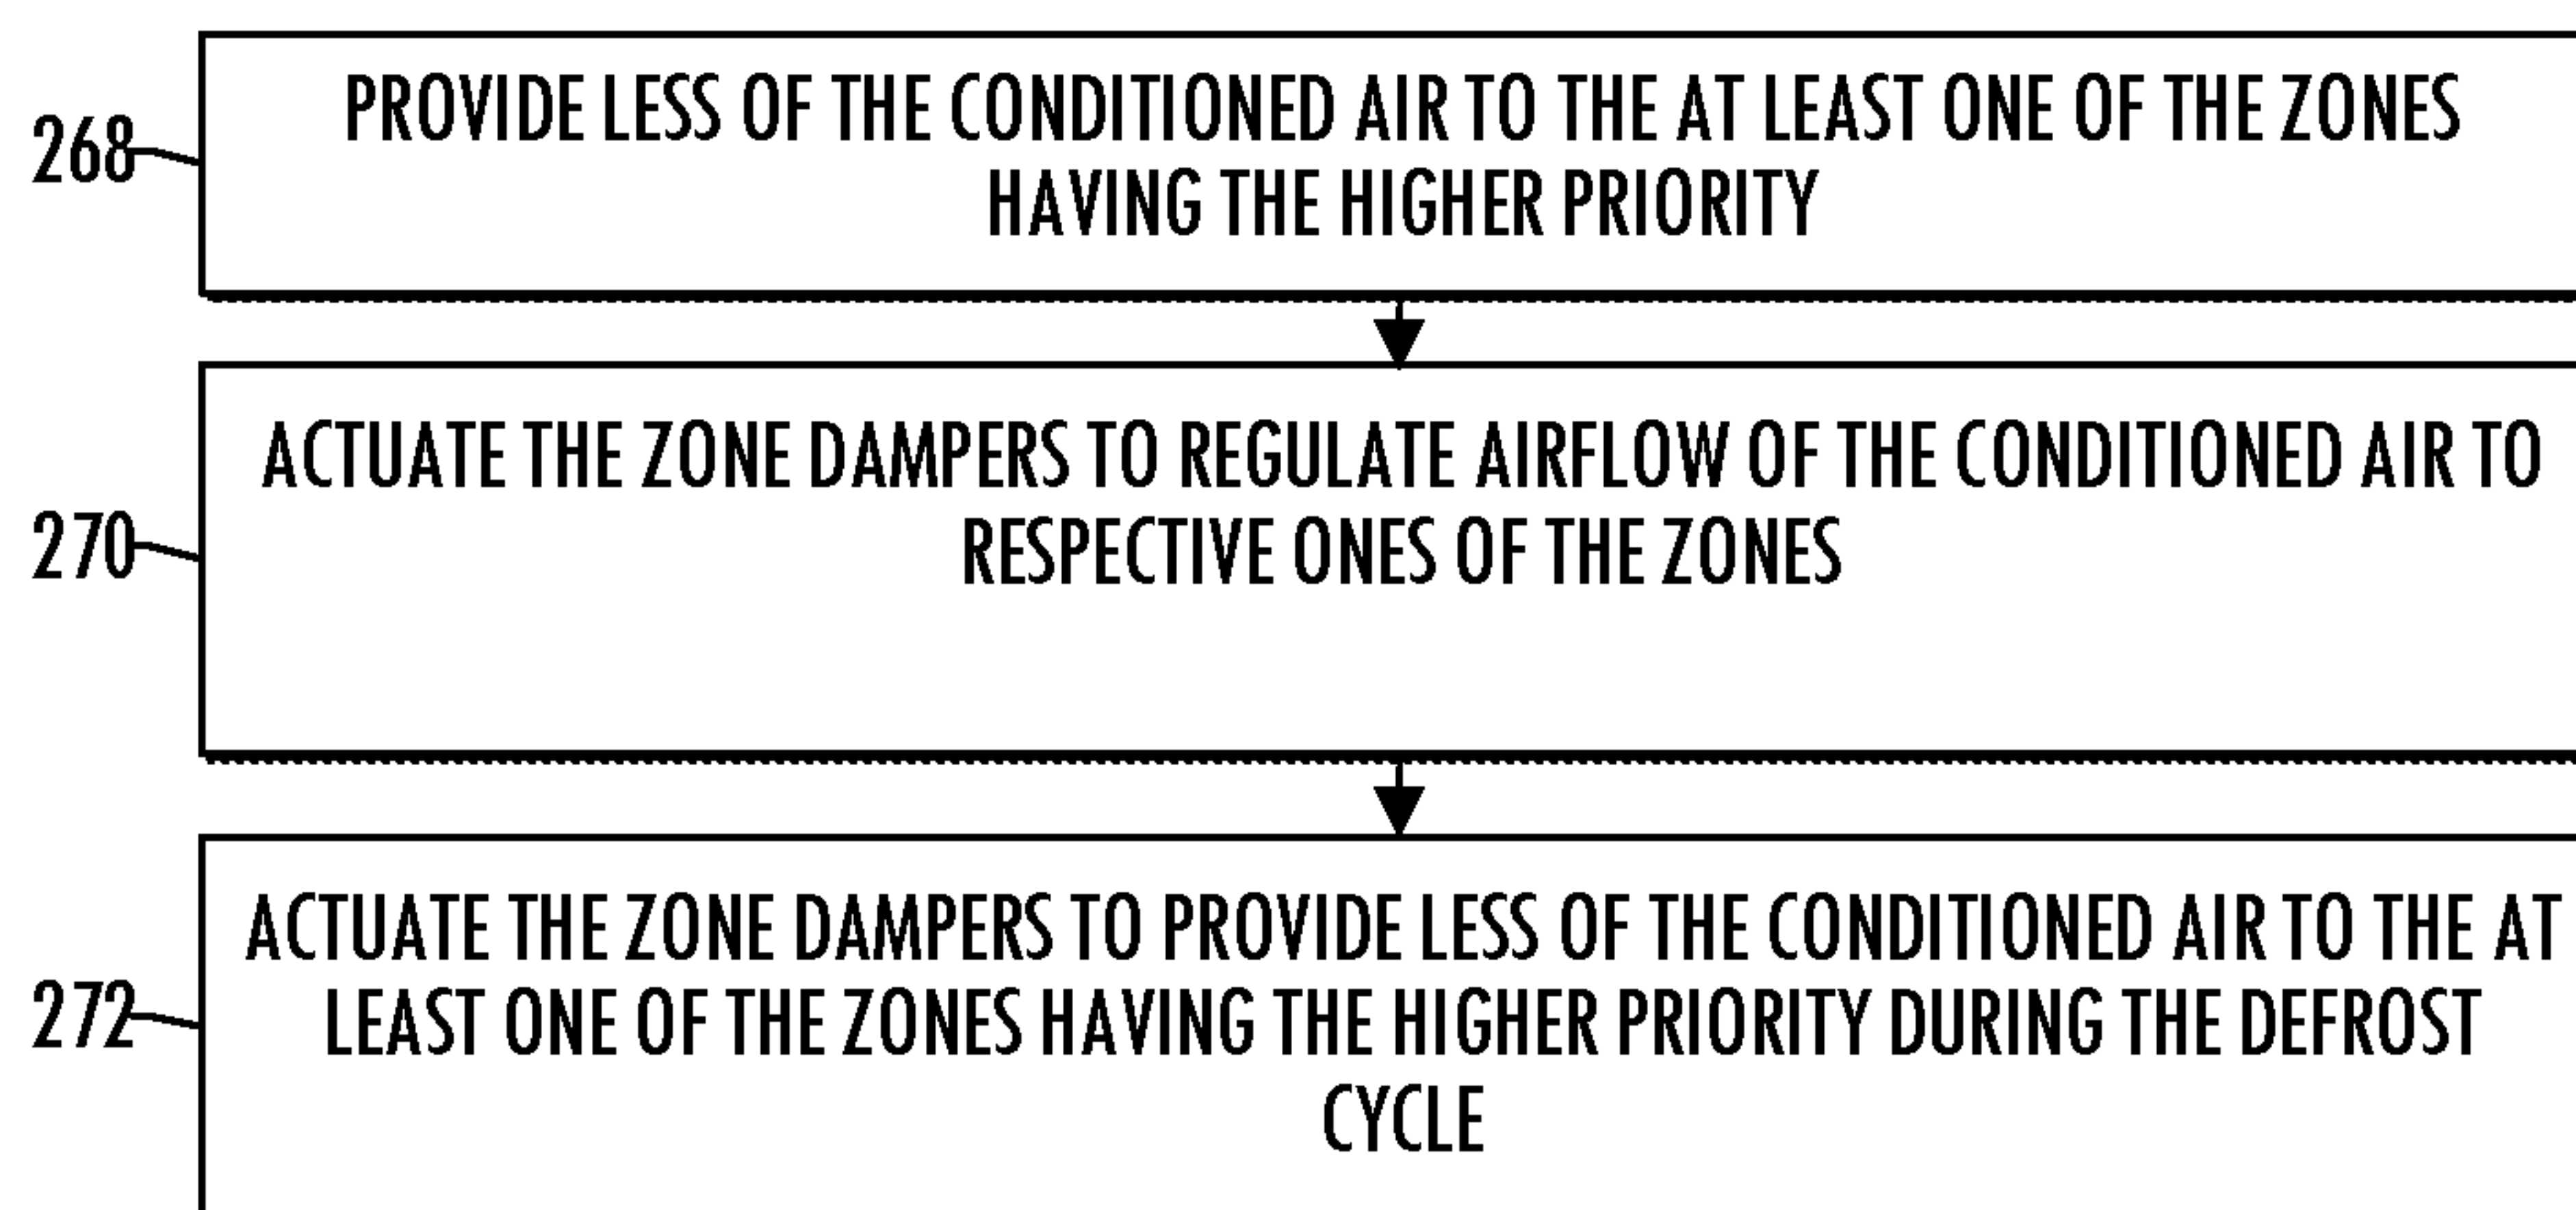 268
PROVIDE LESS OF THE CONDITIONED AIR TO THE AT LEAST ONE OF THE ZONES
HAVING THE HIGHER PRIORITY
270
ACTUATE THE ZONE DAMPERS TO REGULATE AIRFLOW OF THE CONDITIONED AIR TO
RESPECTIVE ONES OF THE ZONES
272
ACTUATE THE ZONE DAMPERS TO PROVIDE LESS OF THE CONDITIONED AIR TO THE AT
LEAST ONE OF THE ZONES HAVING THE HIGHER PRIORITY DURING THE DEFROST
CYCLE